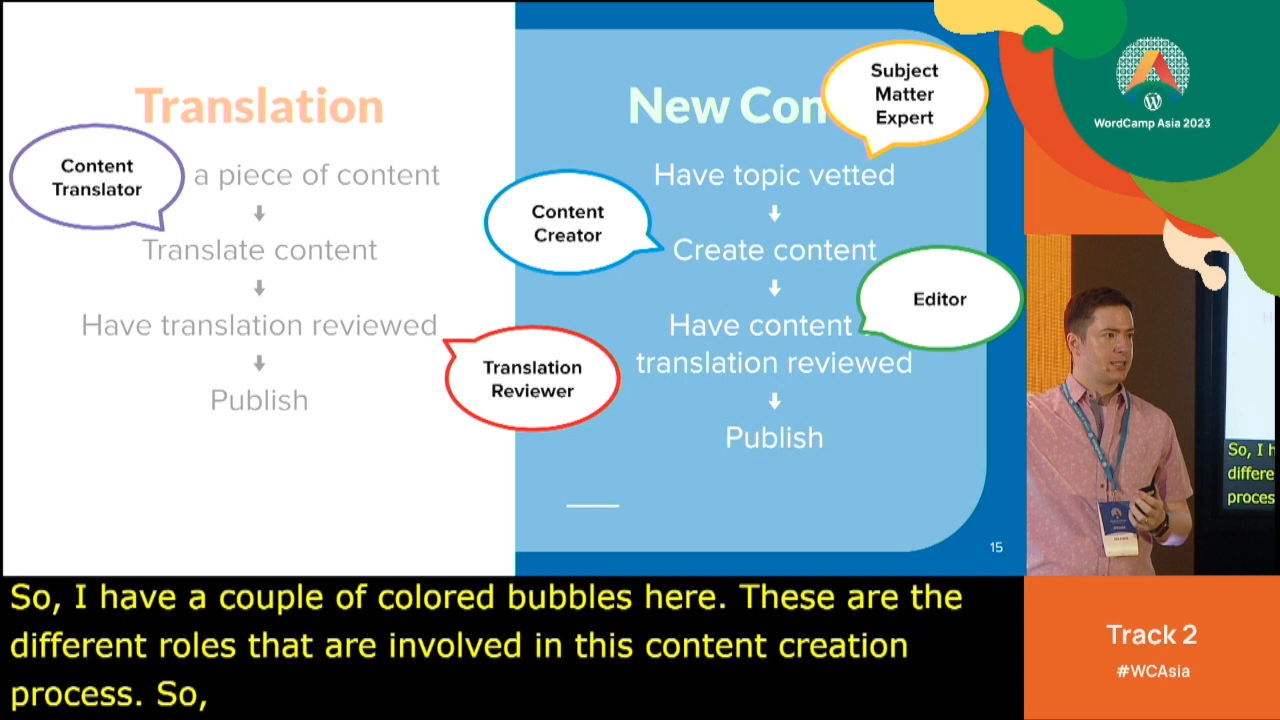 Translation
Content
Translator
a piece of content
Translate content
Have translation reviewed
Publish
Translation
Reviewer
New Con
Subject
Matter
Expert
Have topic vetted
Content
Creator
Create content
Editor
Have content
translation reviewed
Publish
15
WordCamp Asia 2023
So, I h
differe
proces
So, I have a couple of colored bubbles here. These are the
different roles that are involved in this content creation
process. So,
Track 2
#WCAsia